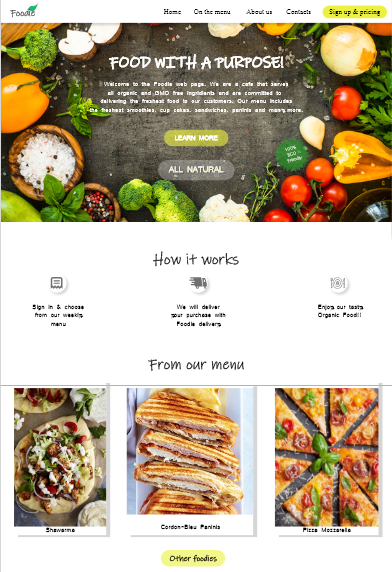 Foodie
Home On the menu About us Contacts Sign up & pricing
FOOD WITH A PURPOSE!
Welcome to the Foodie web page. We are a cafe that serves
all organic and GMO free ingridients and are committed to
delivering the freshest food to our customers. Our menu includes
the freshest smoothies, cup cakes, sandwiches, paninis and many more.
LEARN MORE
100%
ECO
friendly
ALL NATURAL
How it works
Sign in & choose
from our weekly
menu
We will deliver
your purchase with
Foodie delivery
Enjoy our tasty
Organic Food!!
From our menu
Shawarma
Cordon-Bleu Paninis
Pizza Mozzarella
Other foodies